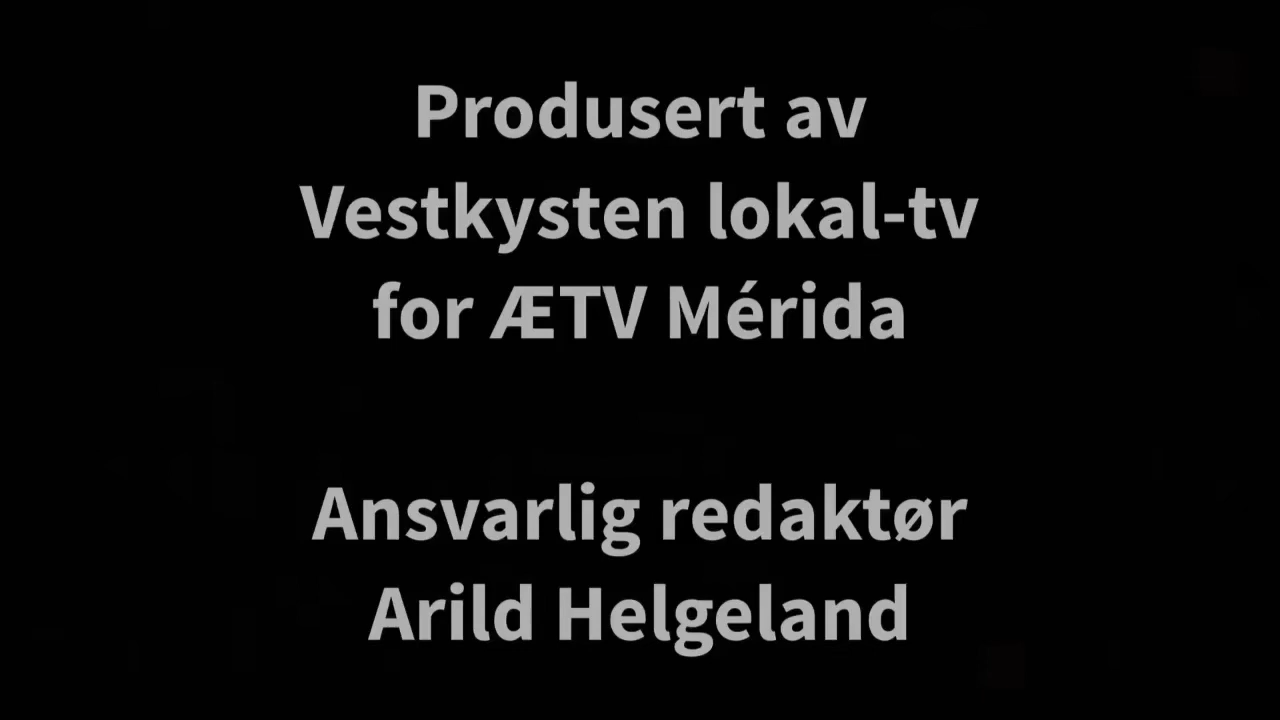 Produsert av
Vestkysten lokal-tv
for ÆTV Mérida
Ansvarlig redaktør
Arild Helgeland